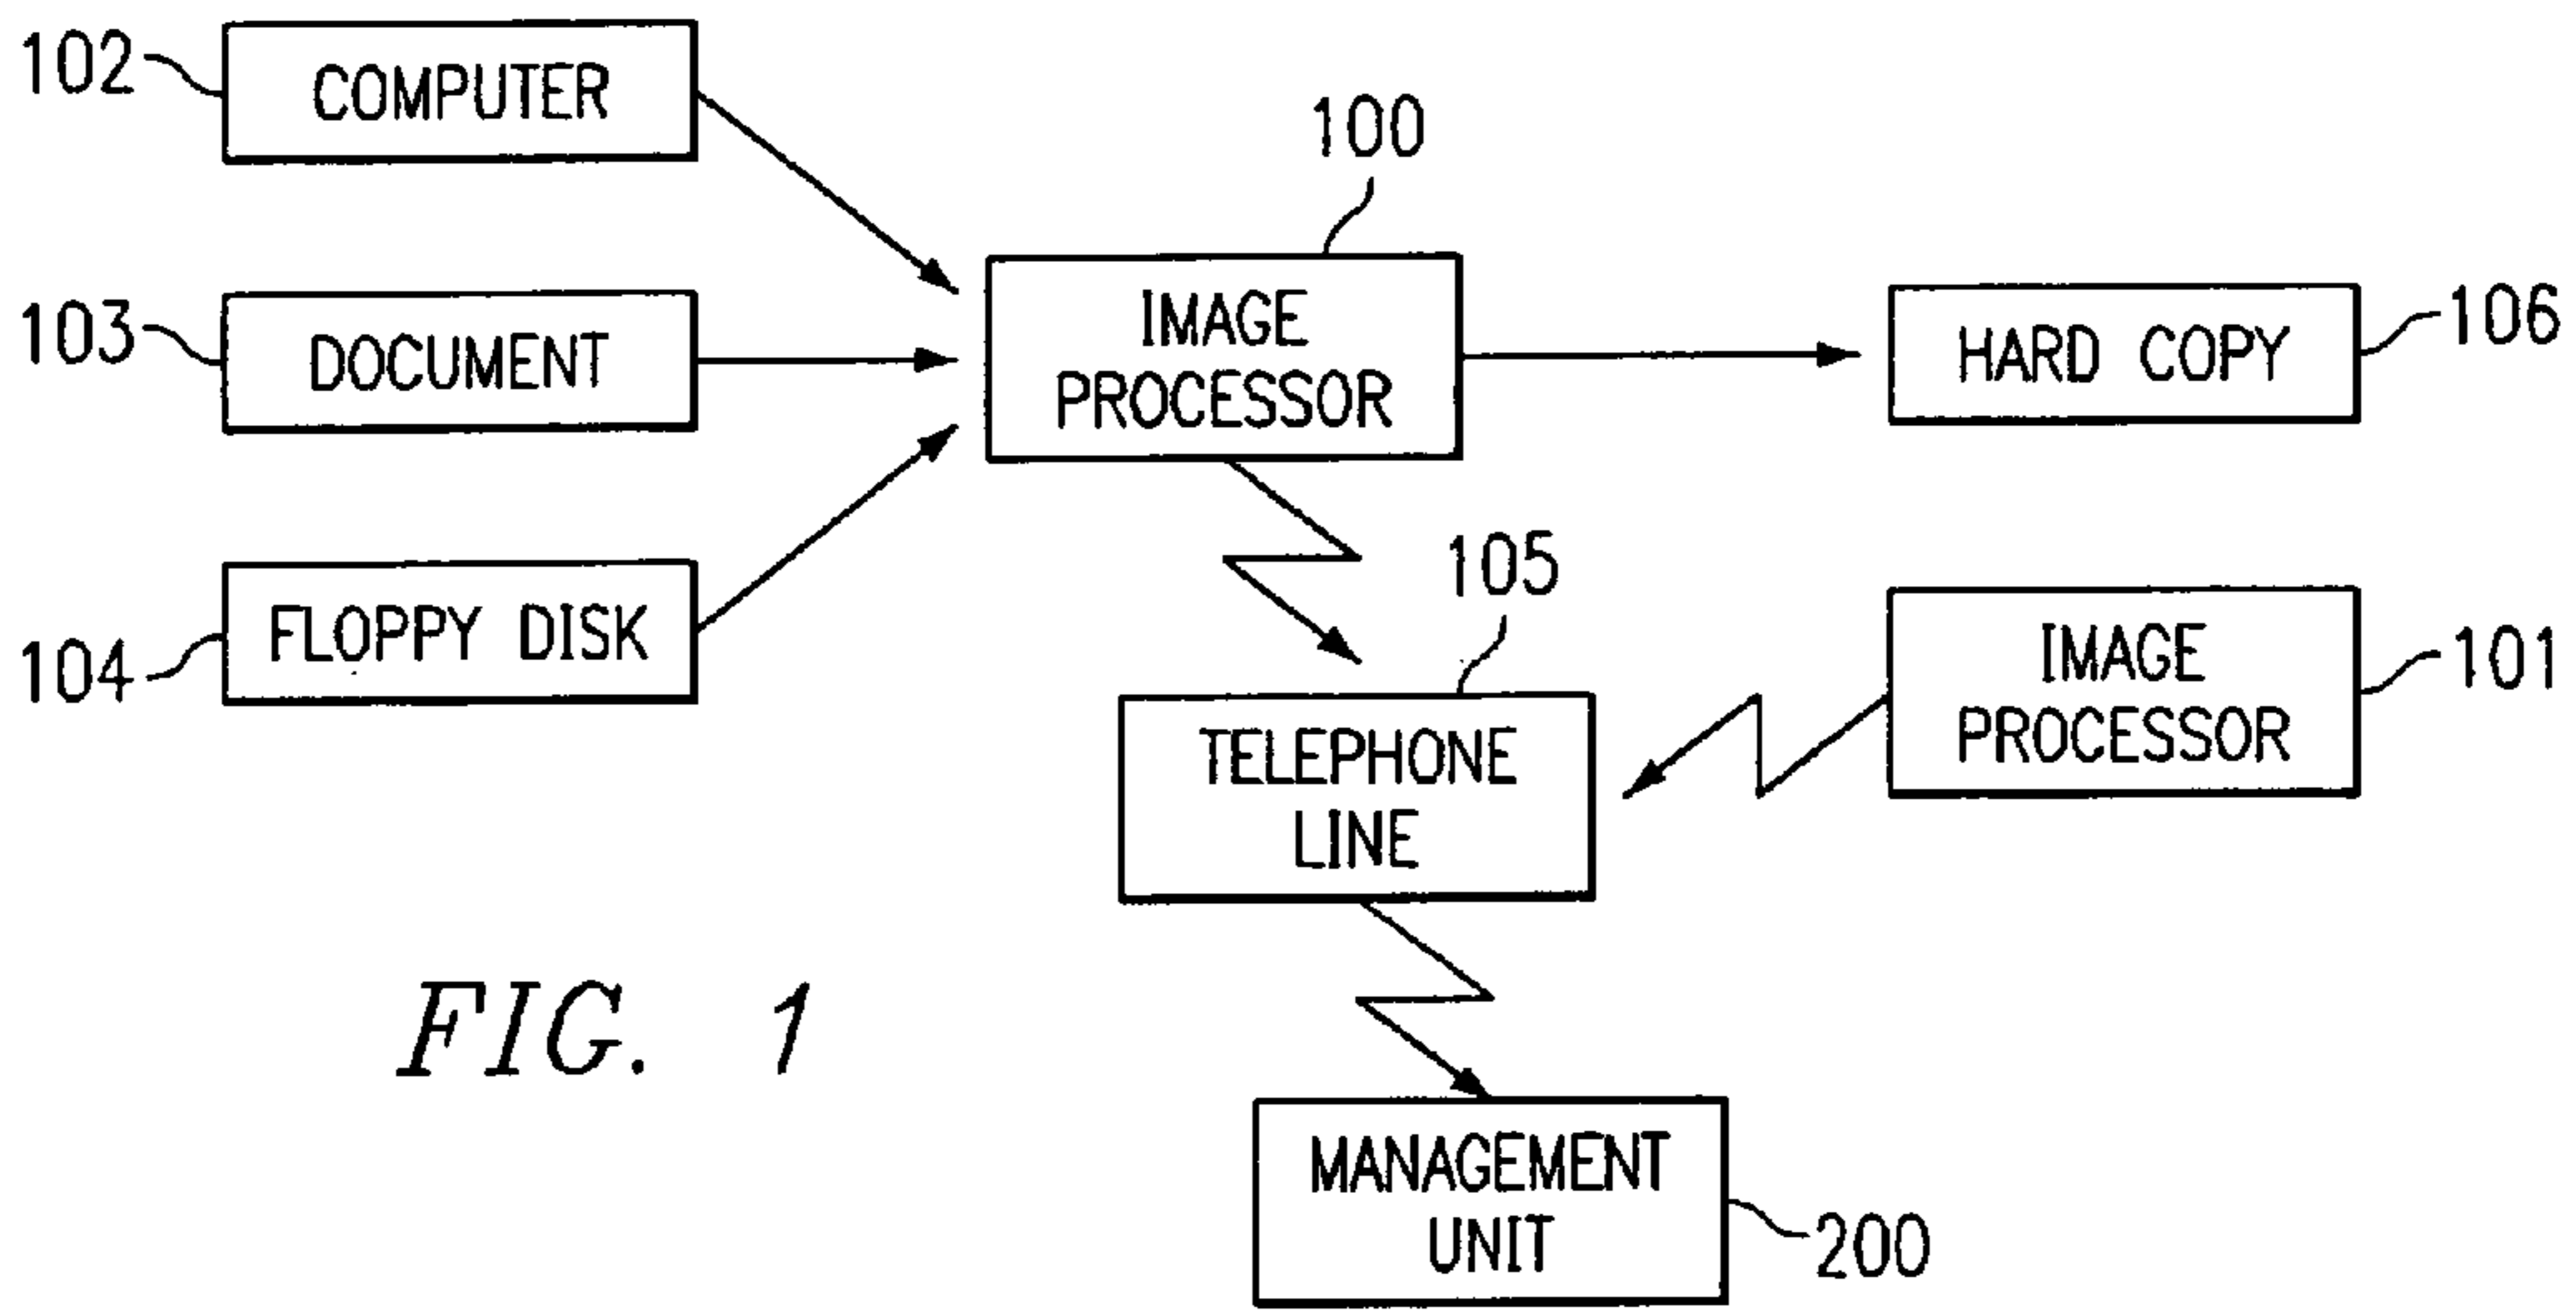 102
COMPUTER
100
103
DOCUMENT
IMAGE
PROCESSOR
HARD COPY
106
104
FLOPPY DISK
105
TELEPHONE
LINE
IMAGE
PROCESSOR
101
FIG. 1
MANAGEMENT
UNIT
200